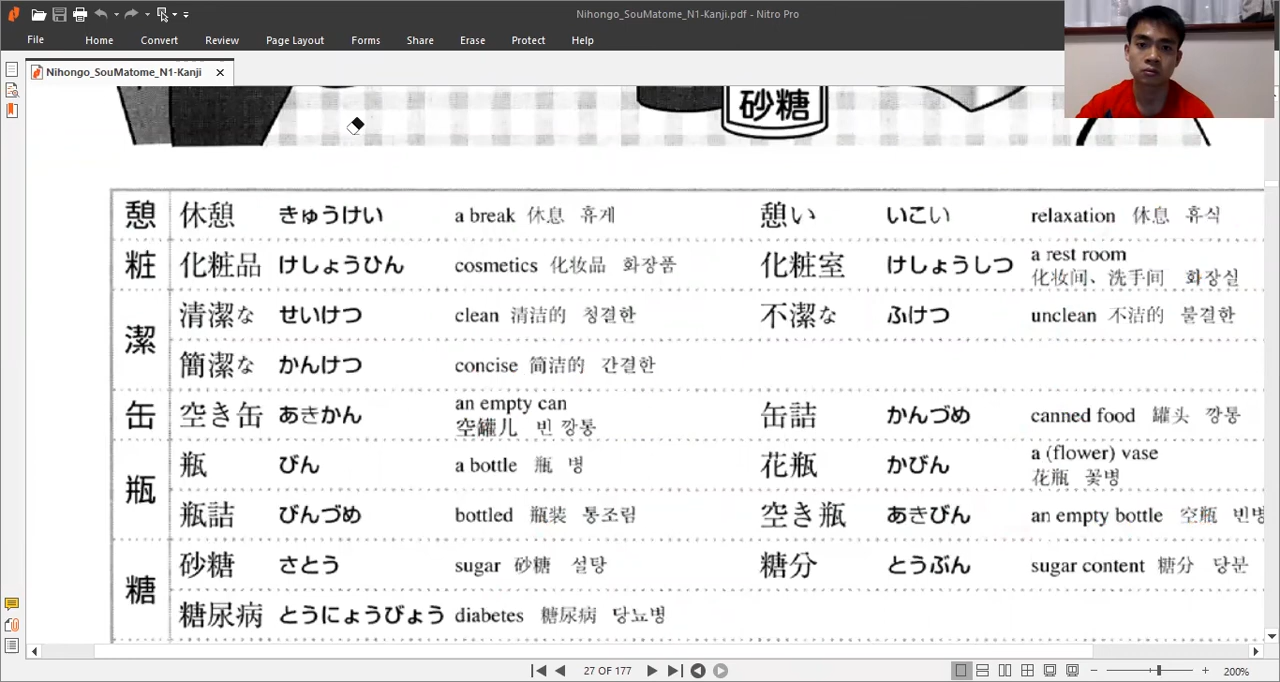 Nihongo_SouMatome_N1-Kanji.pdf - Nitro Pro
File Home Convert Review Page Layout Forms Share Erase Protect Help
Nihongo_SouMatome_N1-Kanji
砂糖
憩 休憩 きゅうけい a break 休息 휴게 憩い いこい relaxation 休息 휴식
粧 化粧品 けしょうひん cosmetics 化妆品 화장품 化粧室 けしょうしつ a rest room
化妆间、洗手间 화장실
潔 清潔な せいけつ clean 清洁的 청결한 不潔な ふけつ unclean 不洁的 불결한
簡潔な かんけつ concise 简洁的 간결한
缶 空き缶 あきかん an empty can
空罐儿 빈 깡통 缶詰 かんづめ canned food 罐头 깡통
瓶 瓶 びん a bottle 瓶 병 花瓶 かびん a (flower) vase
花瓶 꽃병
瓶詰 びんづめ bottled 瓶装 통조림 空き瓶 あきびん an empty bottle 空瓶 빈병
糖 砂糖 さとう sugar 砂糖 설탕 糖分 とうぶん sugar content 糖分 당분
糖尿病 とうにょうびょう diabetes 糖尿病 당뇨병
27 OF 177
200%